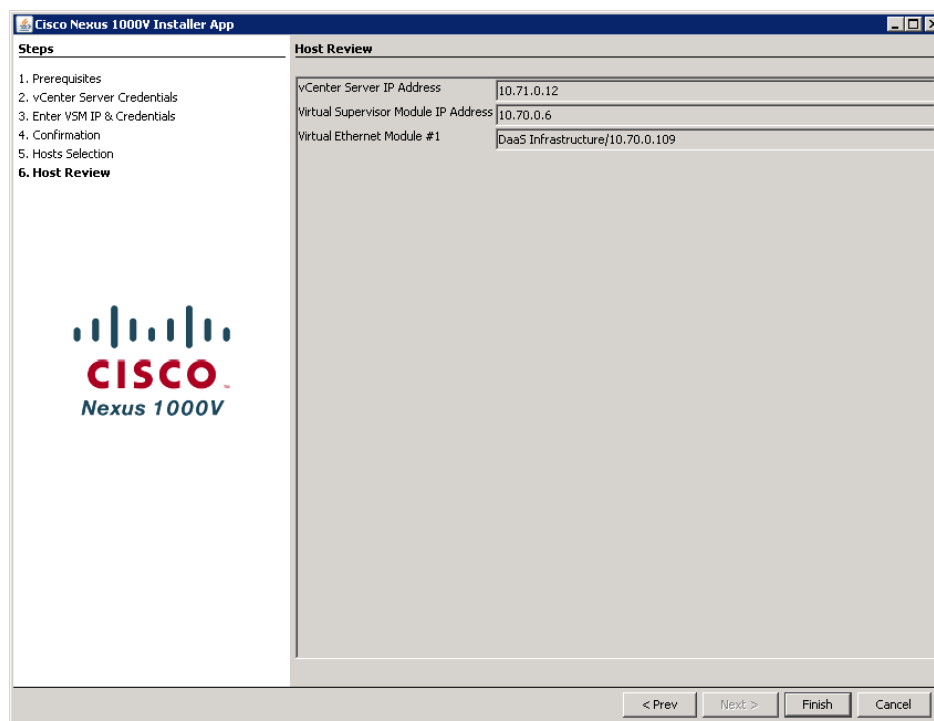 Cisco Nexus 1000V Installer App
Steps
1. Prerequisites
2. vCenter Server Credentials
3. Enter VSM IP & Credentials
4. Confirmation
5. Hosts Selection
6. Host Review
CISCO™
Nexus 1000V
Host Review
vCenter Server IP Address 10.71.0.12
Virtual Supervisor Module IP Address 10.70.0.6
Virtual Ethernet Module #1 DaaS Infrastructure/10.70.0.109
< Prev Next > Finish Cancel